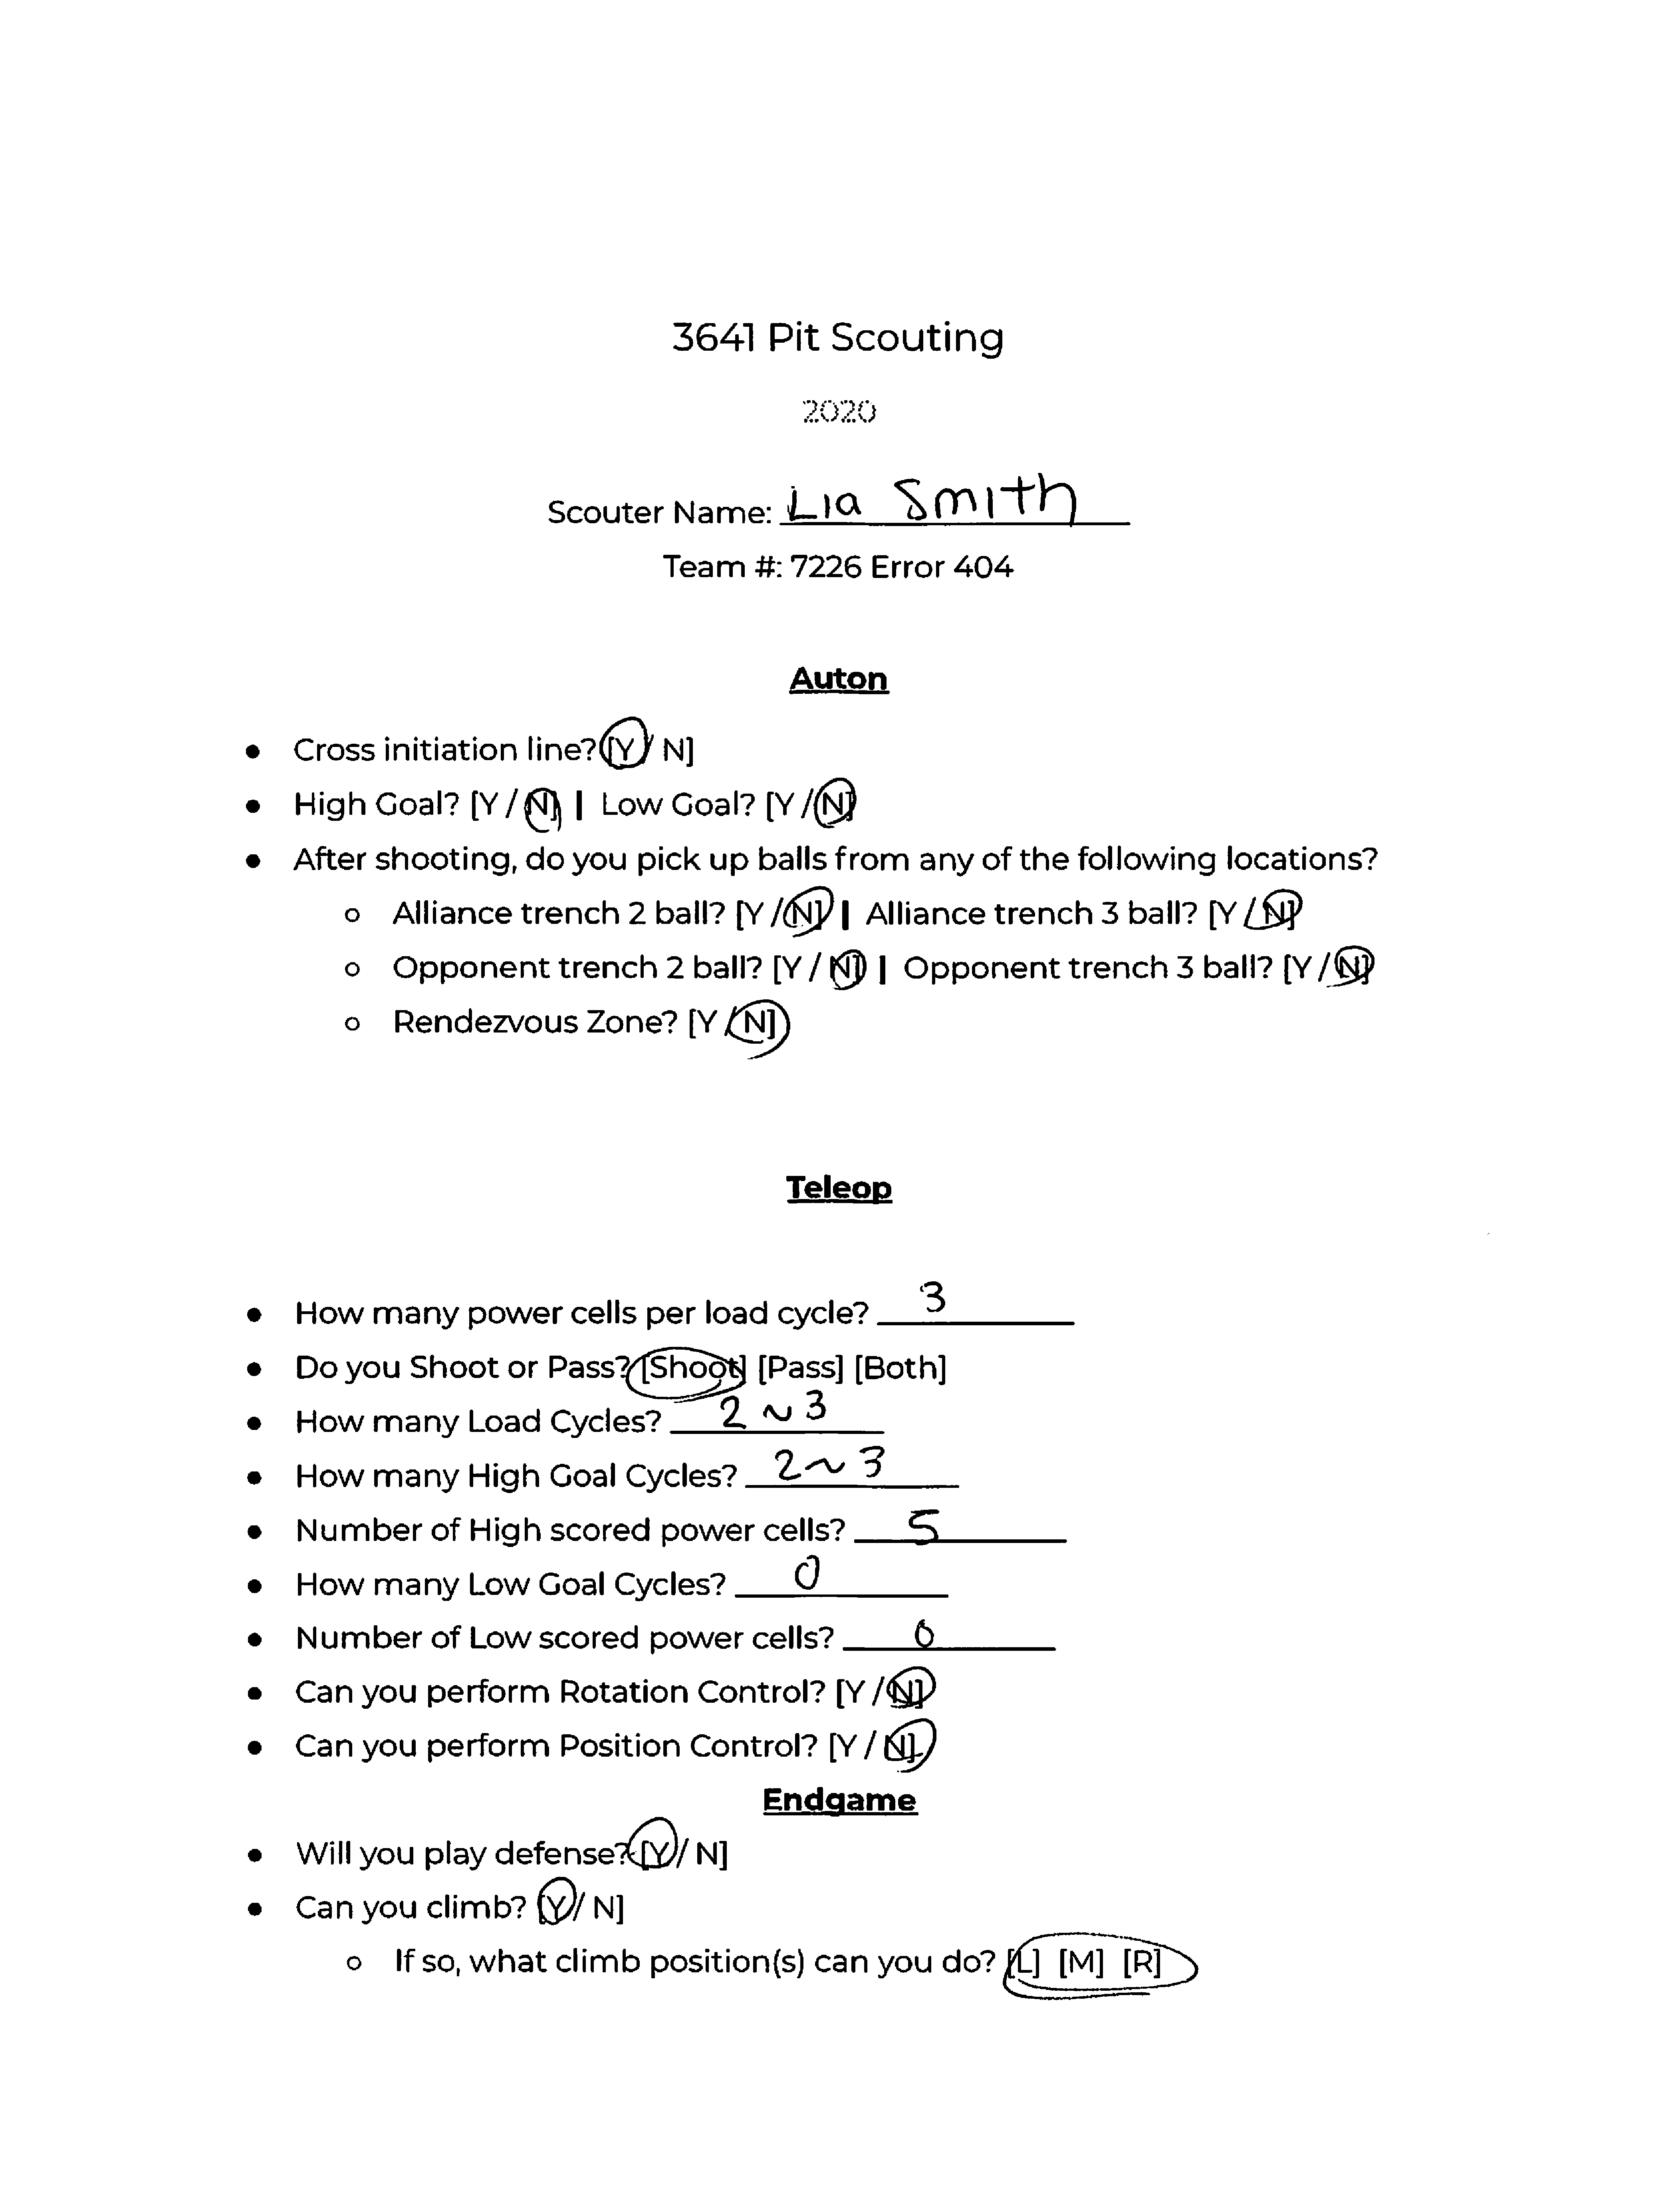 3641 Pit Scouting
2020
Scouter Name: Lia Smith
Team #: 7226 Error 404
Auton
● Cross initiation line? [Y / N]
● High Goal? [Y / N] | Low Goal? [Y / N]
● After shooting, do you pick up balls from any of the following locations?
○ Alliance trench 2 ball? [Y / N] | Alliance trench 3 ball? [Y / N]
○ Opponent trench 2 ball? [Y / N] | Opponent trench 3 ball? [Y / N]
○ Rendezvous Zone? [Y / N]
Teleop
● How many power cells per load cycle? 3
● Do you Shoot or Pass? [Shoot] [Pass] [Both]
● How many Load Cycles? 2 ~ 3
● How many High Goal Cycles? 2 ~ 3
● Number of High scored power cells? 5
● How many Low Goal Cycles? 0
● Number of Low scored power cells? 0
● Can you perform Rotation Control? [Y / N]
● Can you perform Position Control? [Y / N]
Endgame
● Will you play defense? [Y / N]
● Can you climb? [Y / N]
○ If so, what climb position(s) can you do? [L] [M] [R]